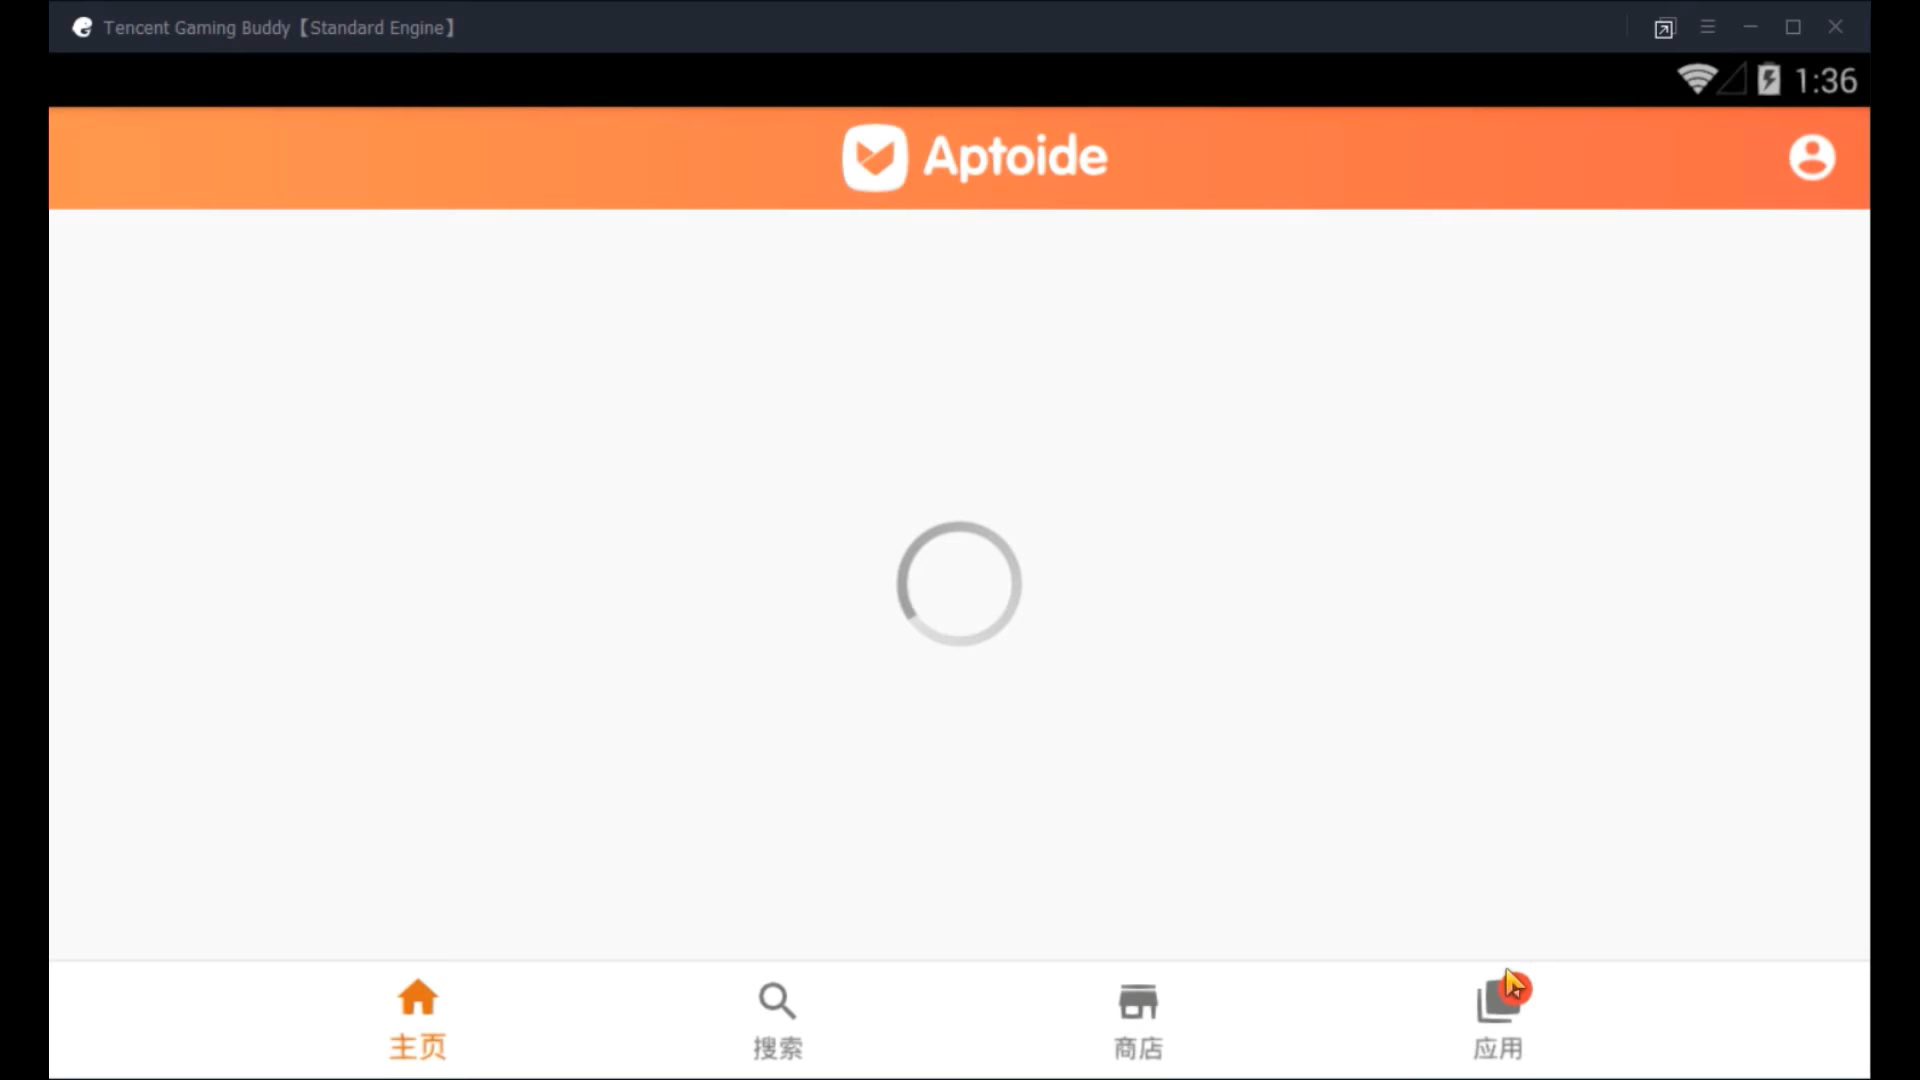 Tencent Gaming Buddy【Standard Engine】
1:36
Aptoide
主页
搜索
商店
应用